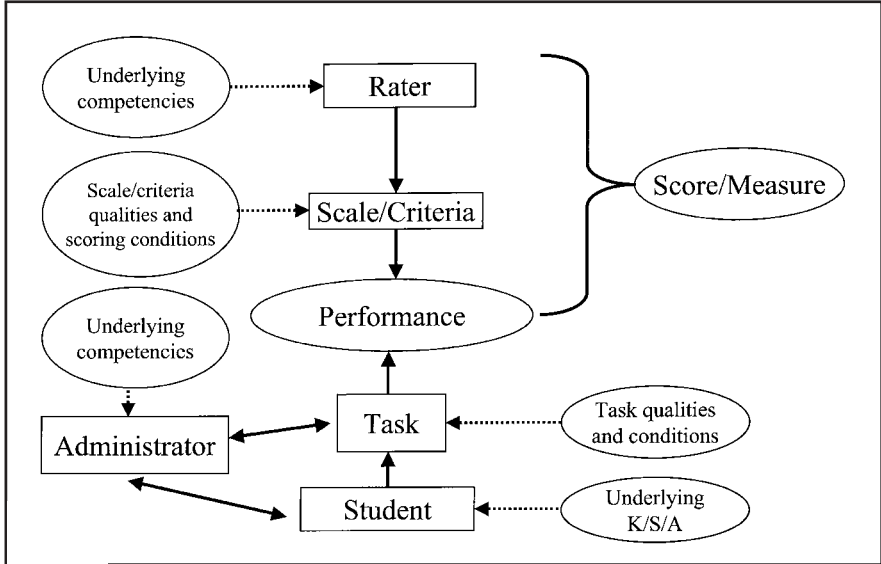 Underlying
competencies
Rater
Scale/criteria
qualities and
scoring conditions
Scale/Criteria
Score/Measure
Underlying
competencics
Performance
Administrator
Task
Task qualities
and conditions
Student
Underlying
K/S/A